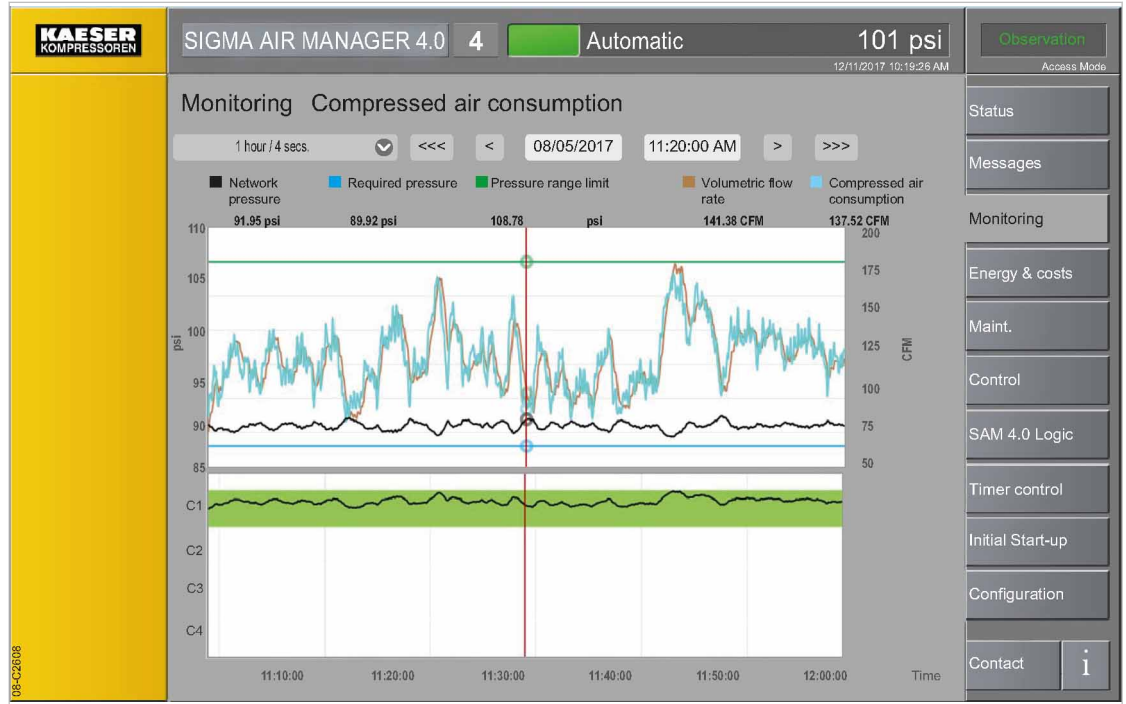 KAESER
KOMPRESSOREN
SIGMA AIR MANAGER 4.0 4 Automatic 101 psi
12/11/2017 10:19:26 AM
Observation
Access Mode
Monitoring Compressed air consumption
1 hour / 4 secs. <<< < 08/05/2017 11:20:00 AM > >>>
Network pressure
Required pressure
Pressure range limit
Volumetric flow rate
Compressed air consumption
91.95 psi 89.92 psi 108.78 psi 141.38 CFM 137.52 CFM
110
105
100
95
90
85
psi
200
175
150
125
100
75
50
CFM
C1
C2
C3
C4
11:10:00 11:20:00 11:30:00 11:40:00 11:50:00 12:00:00 Time
Status
Messages
Monitoring
Energy & costs
Maint.
Control
SAM 4.0 Logic
Timer control
Initial Start-up
Configuration
Contact i
08-C2608